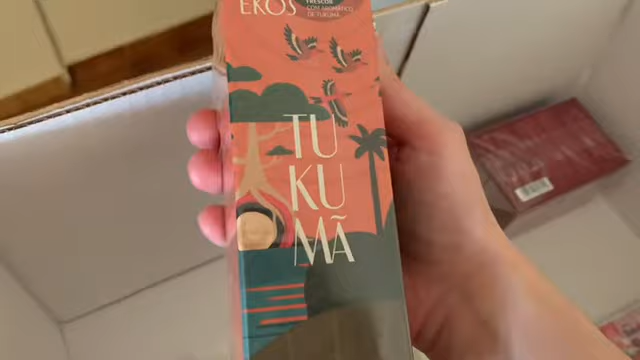 EKOS
FRESCOR
COM AROMÁTICO
DE TUKUMÃ
TU
KU
MÃ